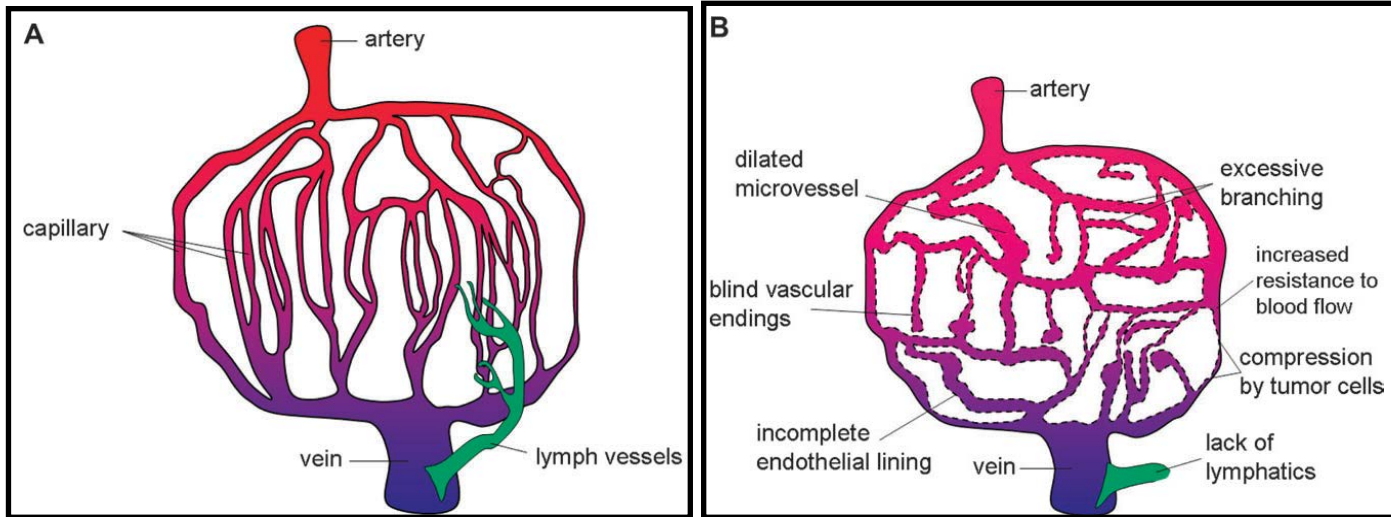 A
artery
capillary
vein
lymph vessels
B
artery
dilated
microvessel
excessive
branching
blind vascular
endings
increased
resistance to
blood flow
compression
by tumor cells
incomplete
endothelial lining
vein
lack of
lymphatics